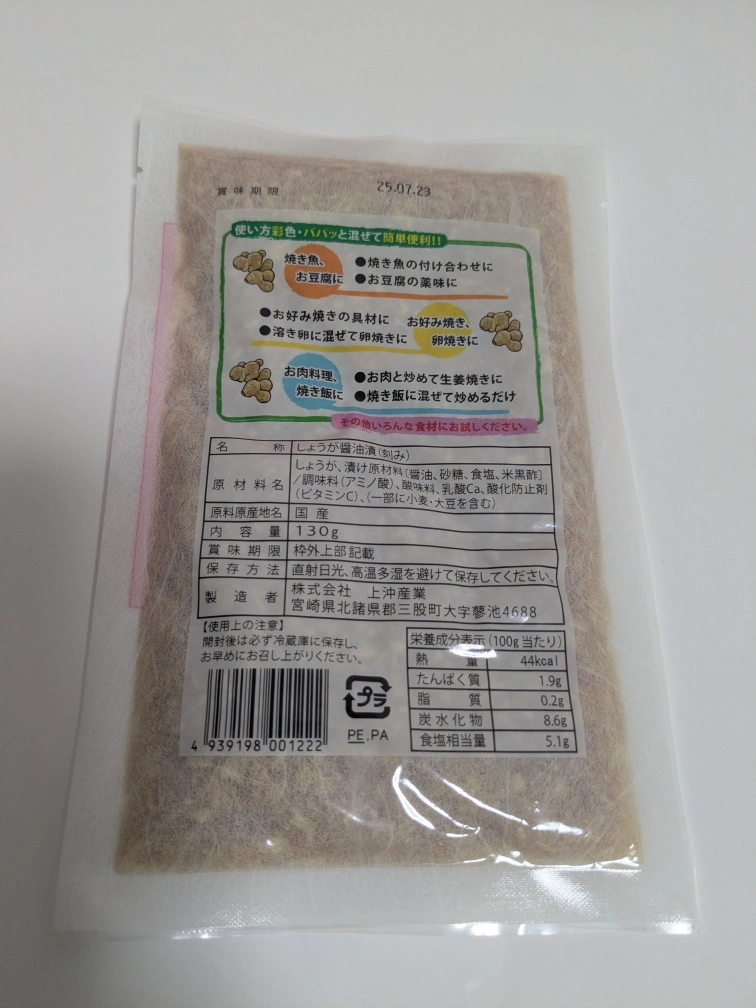 賞味期限 25.07.23
使い方彩色・パパッと混ぜて簡単便利!!
焼き魚、
お豆腐に
●焼き魚の付け合わせに
●お豆腐の薬味に
●お好み焼きの具材に
●溶き卵に混ぜて卵焼きに
お好み焼き、
卵焼きに
お肉料理、
焼き飯に
●お肉と炒めて生姜焼きに
●焼き飯に混ぜて炒めるだけ
その他いろんな食材にお試しください。
名称 しょうが醤油漬(刻み)
原材料名 しょうが、漬け原材料〔醤油、砂糖、食塩、米黒酢〕
/調味料(アミノ酸)、酸味料、乳酸Ca、酸化防止剤
(ビタミンC)、(一部に小麦・大豆を含む)
原料原産地名 国産
内容量 130g
賞味期限 枠外上部記載
保存方法 直射日光、高温多湿を避けて保存してください。
製造者 株式会社 上沖産業
宮崎県北諸県郡三股町大字蓼池4688
【使用上の注意】
開封後は必ず冷蔵庫に保存し、
お早めにお召し上がりください。
栄養成分表示(100g当たり)
熱量 44kcal
たんぱく質 1.9g
脂質 0.2g
炭水化物 8.6g
食塩相当量 5.1g
4 939198 001222
プラ
PE.PA